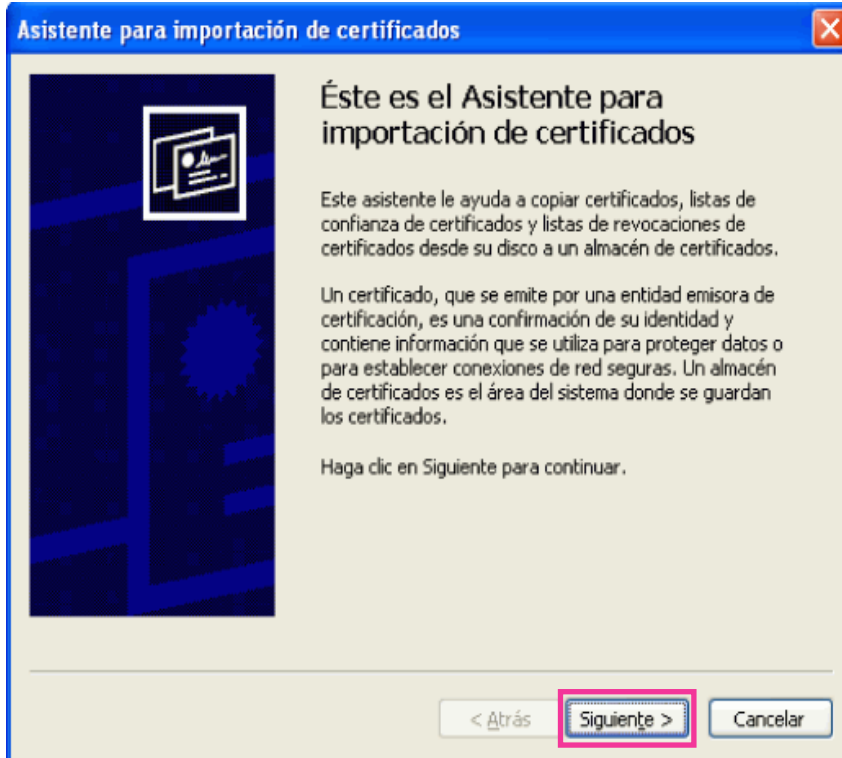 Asistente para importación de certificados
Éste es el Asistente para
importación de certificados
Este asistente le ayuda a copiar certificados, listas de
confianza de certificados y listas de revocaciones de
certificados desde su disco a un almacén de certificados.
Un certificado, que se emite por una entidad emisora de
certificación, es una confirmación de su identidad y
contiene información que se utiliza para proteger datos o
para establecer conexiones de red seguras. Un almacén
de certificados es el área del sistema donde se guardan
los certificados.
Haga clic en Siguiente para continuar.
< Atrás Siguiente > Cancelar